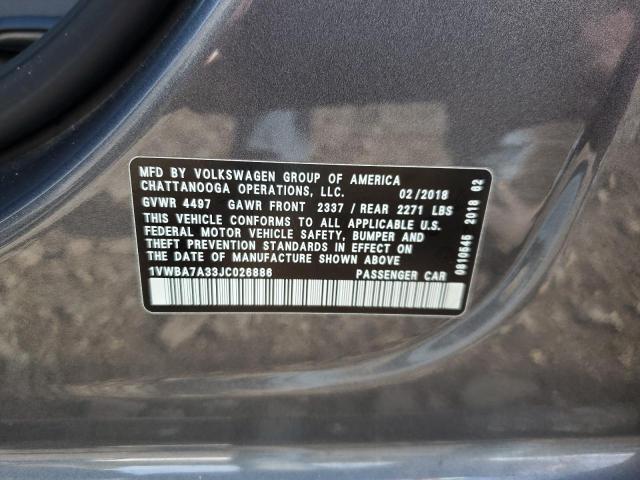 MFD BY VOLKSWAGEN GROUP OF AMERICA
CHATTANOOGA OPERATIONS, LLC. 02/2018
GVWR 4497 GAWR FRONT 2337 / REAR 2271 LBS
THIS VEHICLE CONFORMS TO ALL APPLICABLE U.S.
FEDERAL MOTOR VEHICLE SAFETY, BUMPER AND
THEFT PREVENTION STANDARDS IN EFFECT ON
THE DATE OF MANUFACTURE SHOWN ABOVE
1VWBA7A33JC026886 PASSENGER CAR
0810545 2018 02